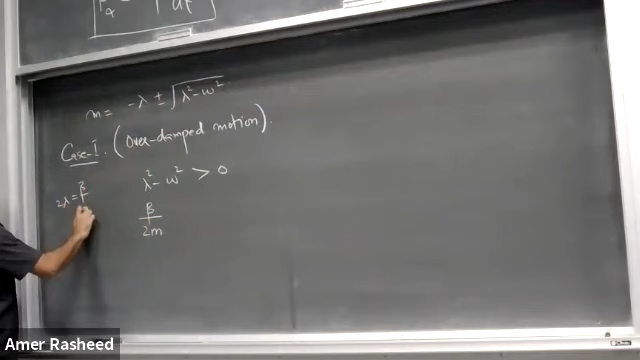 m = -λ ± √λ²-ω²
Case-I. (Over-damped motion).
λ² - ω² > 0
2λ = β
β
2m
Amer Rasheed